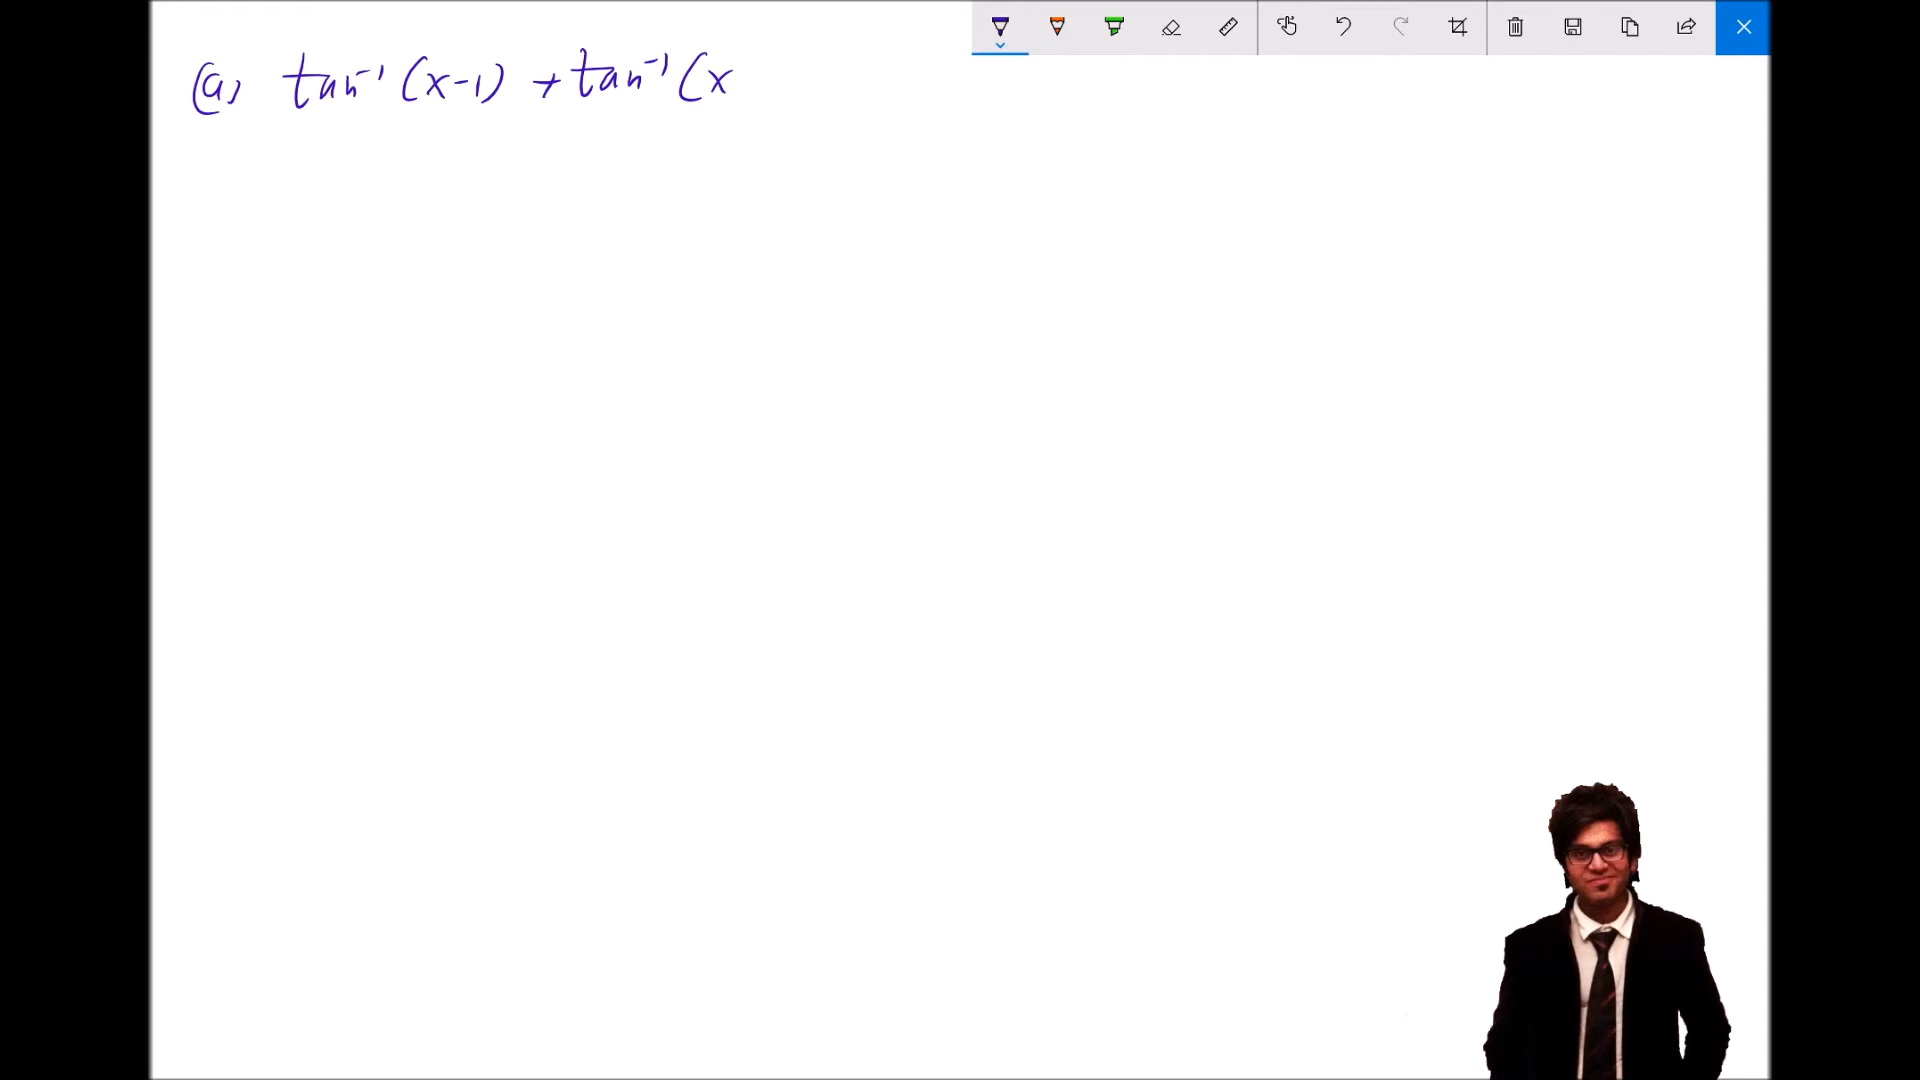 (a) tan⁻¹ (x-1) + tan⁻¹ (x